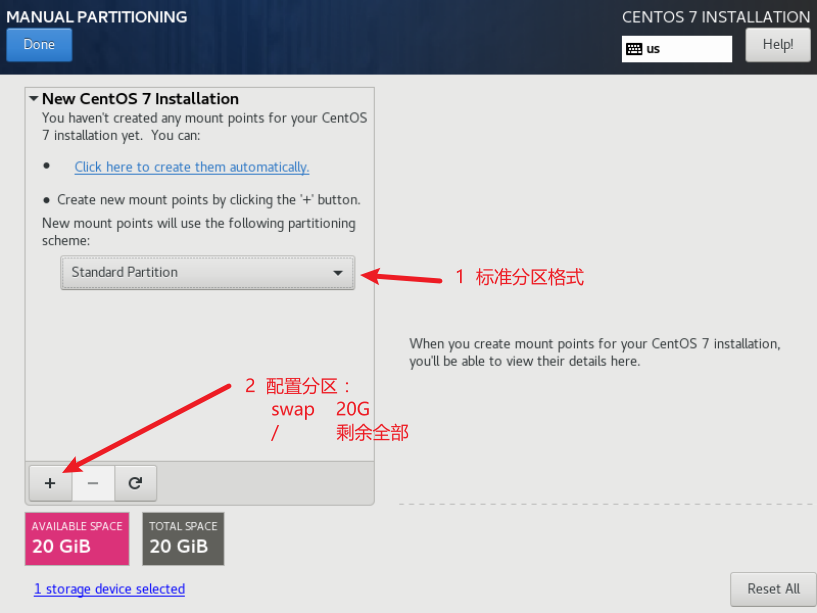 MANUAL PARTITIONING
CENTOS 7 INSTALLATION
Done
us
Help!
New CentOS 7 Installation
You haven't created any mount points for your CentOS
7 installation yet. You can:
Click here to create them automatically.
Create new mount points by clicking the '+' button.
New mount points will use the following partitioning
scheme:
Standard Partition
1 标准分区格式
When you create mount points for your CentOS 7 installation,
you'll be able to view their details here.
2 配置分区：
swap 20G
/ 剩余全部
AVAILABLE SPACE
20 GiB
TOTAL SPACE
20 GiB
1 storage device selected
Reset All